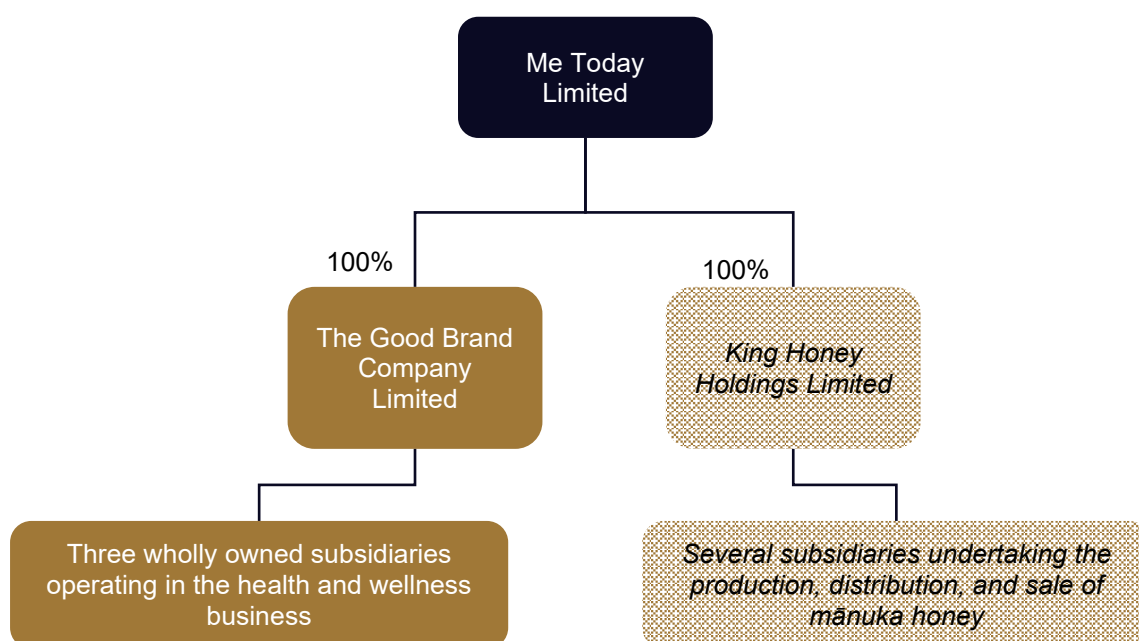 Me Today
Limited
100%
100%
The Good Brand
Company
Limited
King Honey
Holdings Limited
Three wholly owned subsidiaries
operating in the health and wellness
business
Several subsidiaries undertaking the
production, distribution, and sale of
mānuka honey